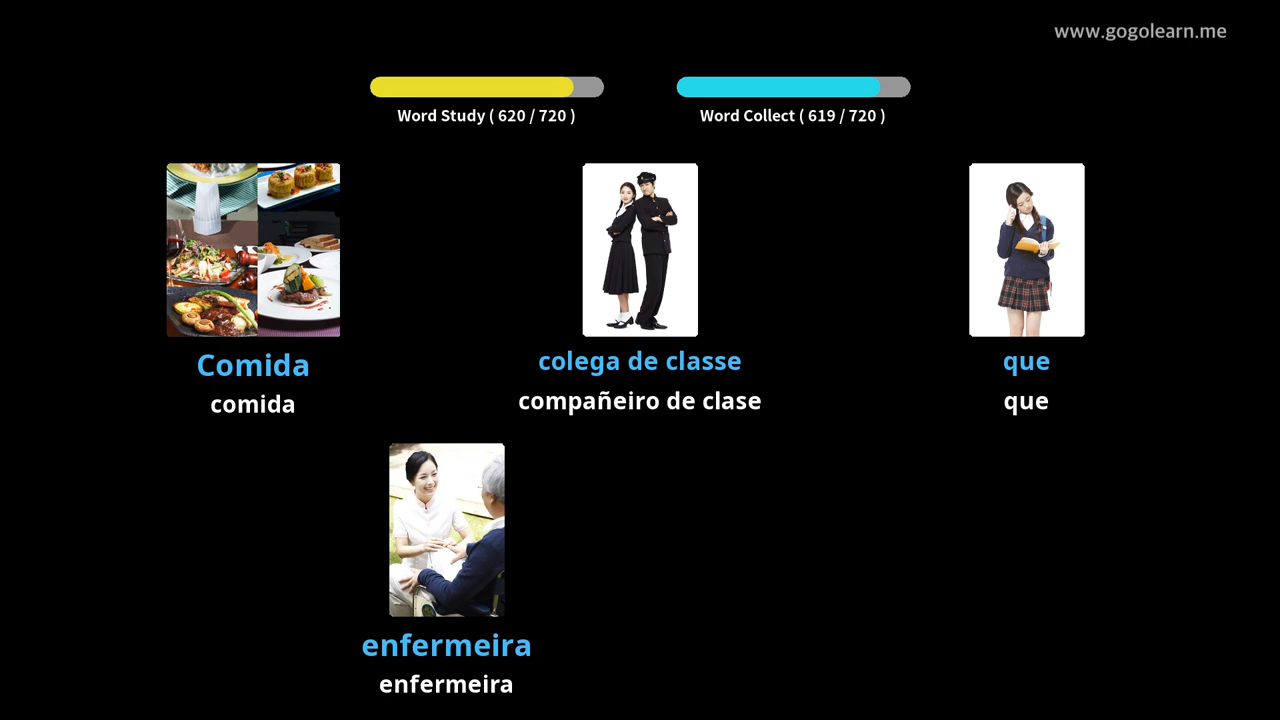 www.gogolearn.me
Word Study ( 620 / 720 )
Word Collect ( 619 / 720 )
Comida
comida
colega de classe
compañeiro de clase
que
que
enfermeira
enfermeira